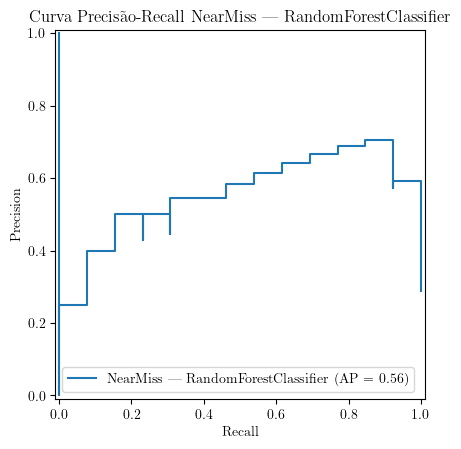 Curva Precisão-Recall NearMiss — RandomForestClassifier
1.0
0.8
0.6
0.4
0.2
0.0
Precision
NearMiss — RandomForestClassifier (AP = 0.56)
0.0 0.2 0.4 0.6 0.8 1.0
Recall